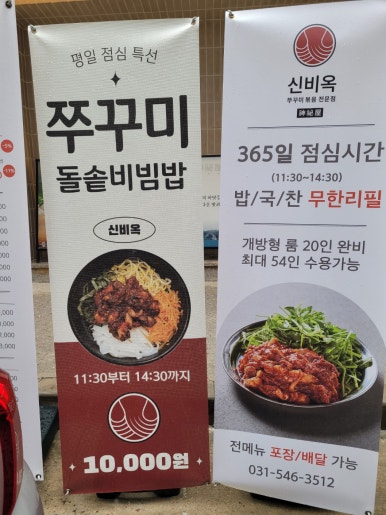 평일 점심 특선
쭈꾸미
돌솥비빔밥
신비옥
11:30부터 14:30까지
10,000원
신비옥
쭈꾸미 볶음 전문점
神秘屋
365일 점심시간
(11:30~14:30)
밥/국/찬 무한리필
개방형 룸 20인 완비
최대 54인 수용가능
전메뉴 포장/배달 가능
031-546-3512